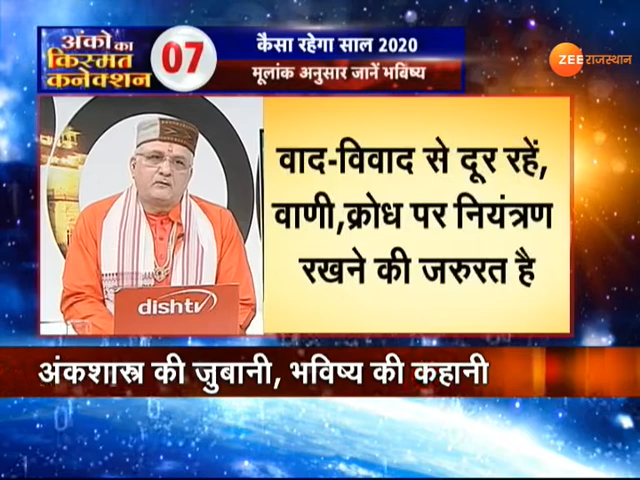 अंको का
किस्मत
कनेक्शन
07
कैसा रहेगा साल 2020
मूलांक अनुसार जानें भविष्य
ZEE राजस्थान
वाद-विवाद से दूर रहें,
वाणी,क्रोध पर नियंत्रण
रखने की जरुरत है
dishtv
अंकशास्त्र की जुबानी, भविष्य की कहानी